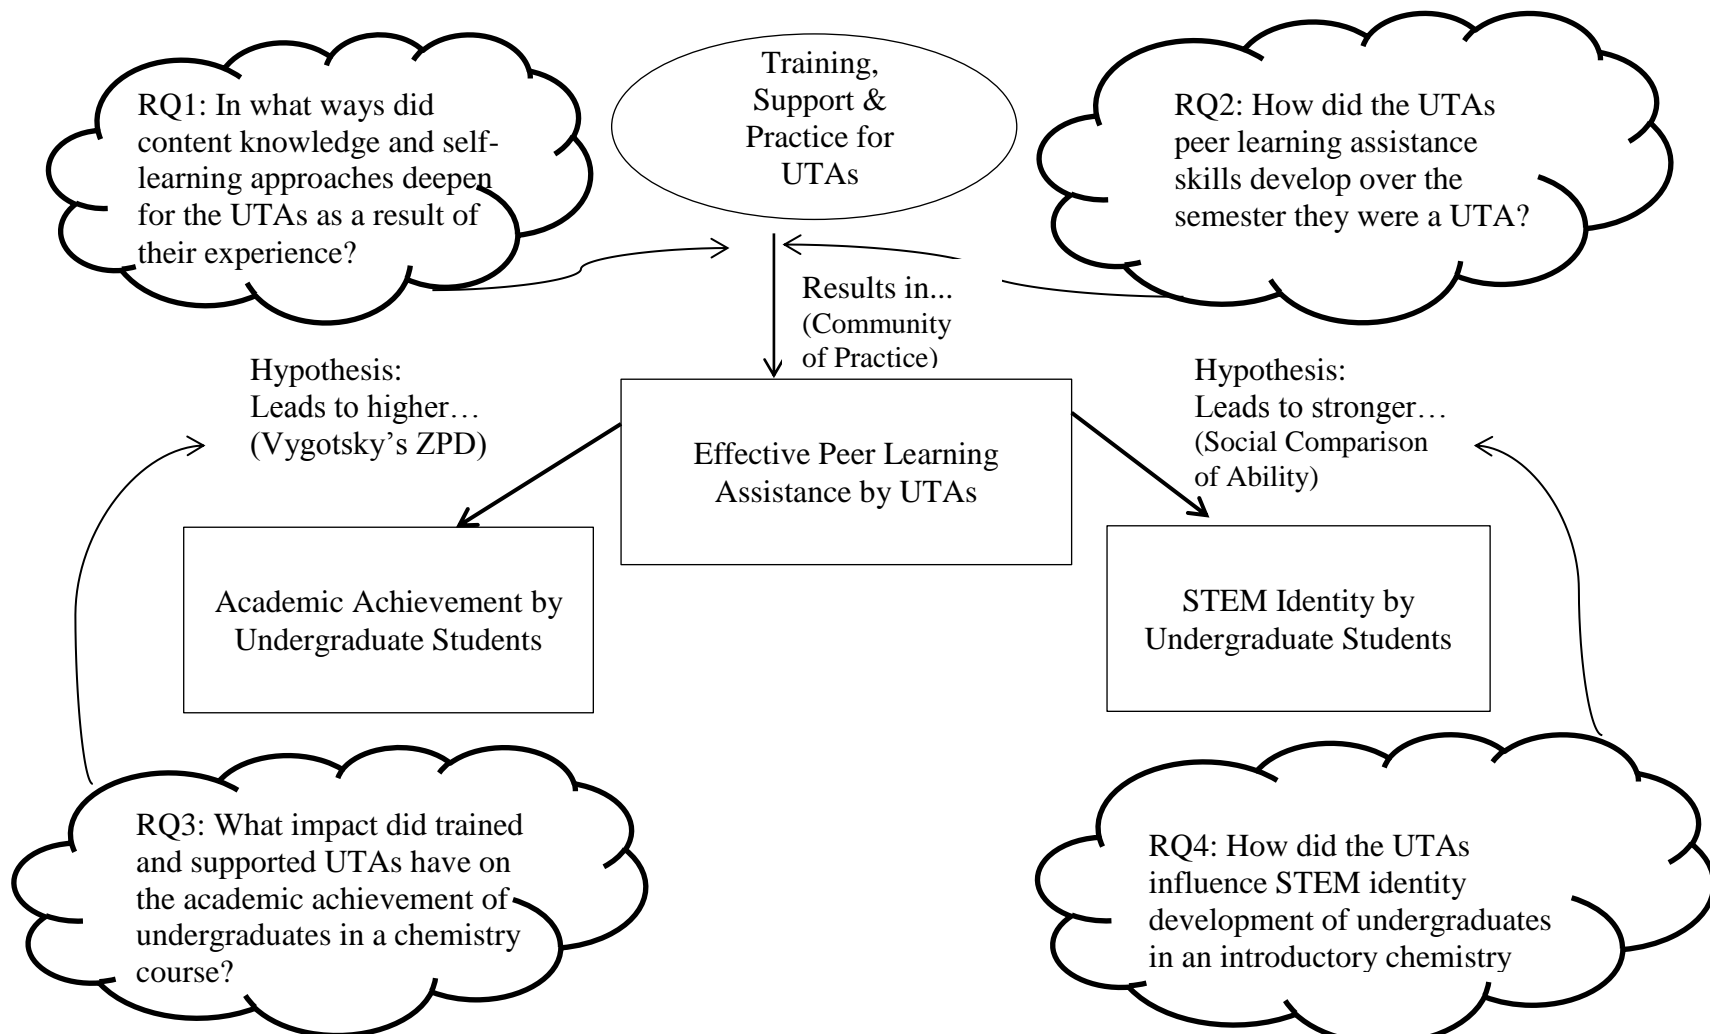 RQ1: In what ways did
content knowledge and self-
learning approaches deepen
for the UTAs as a result of
their experience?
Training,
Support &
Practice for
UTAs
RQ2: How did the UTAs
peer learning assistance
skills develop over the
semester they were a UTA?
Results in...
(Community
of Practice)
Hypothesis:
Leads to higher…
(Vygotsky’s ZPD)
Hypothesis:
Leads to stronger…
(Social Comparison
of Ability)
Effective Peer Learning
Assistance by UTAs
Academic Achievement by
Undergraduate Students
STEM Identity by
Undergraduate Students
RQ3: What impact did trained
and supported UTAs have on
the academic achievement of
undergraduates in a chemistry
course?
RQ4: How did the UTAs
influence STEM identity
development of undergraduates
in an introductory chemistry